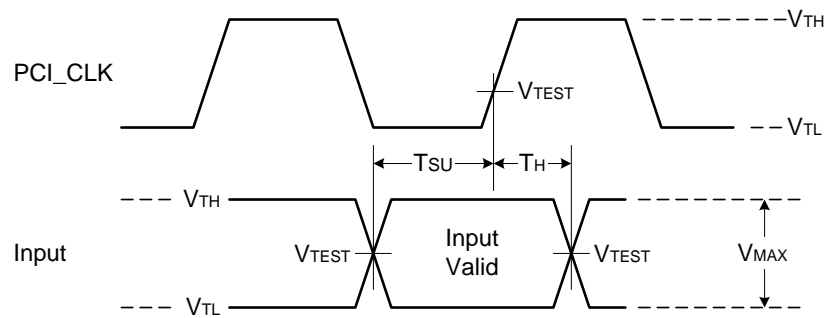 VTH
PCI_CLK
VTEST
VTL
TSU
TH
VTH
Input
VTEST
Input
Valid
VTEST
VMAX
VTL